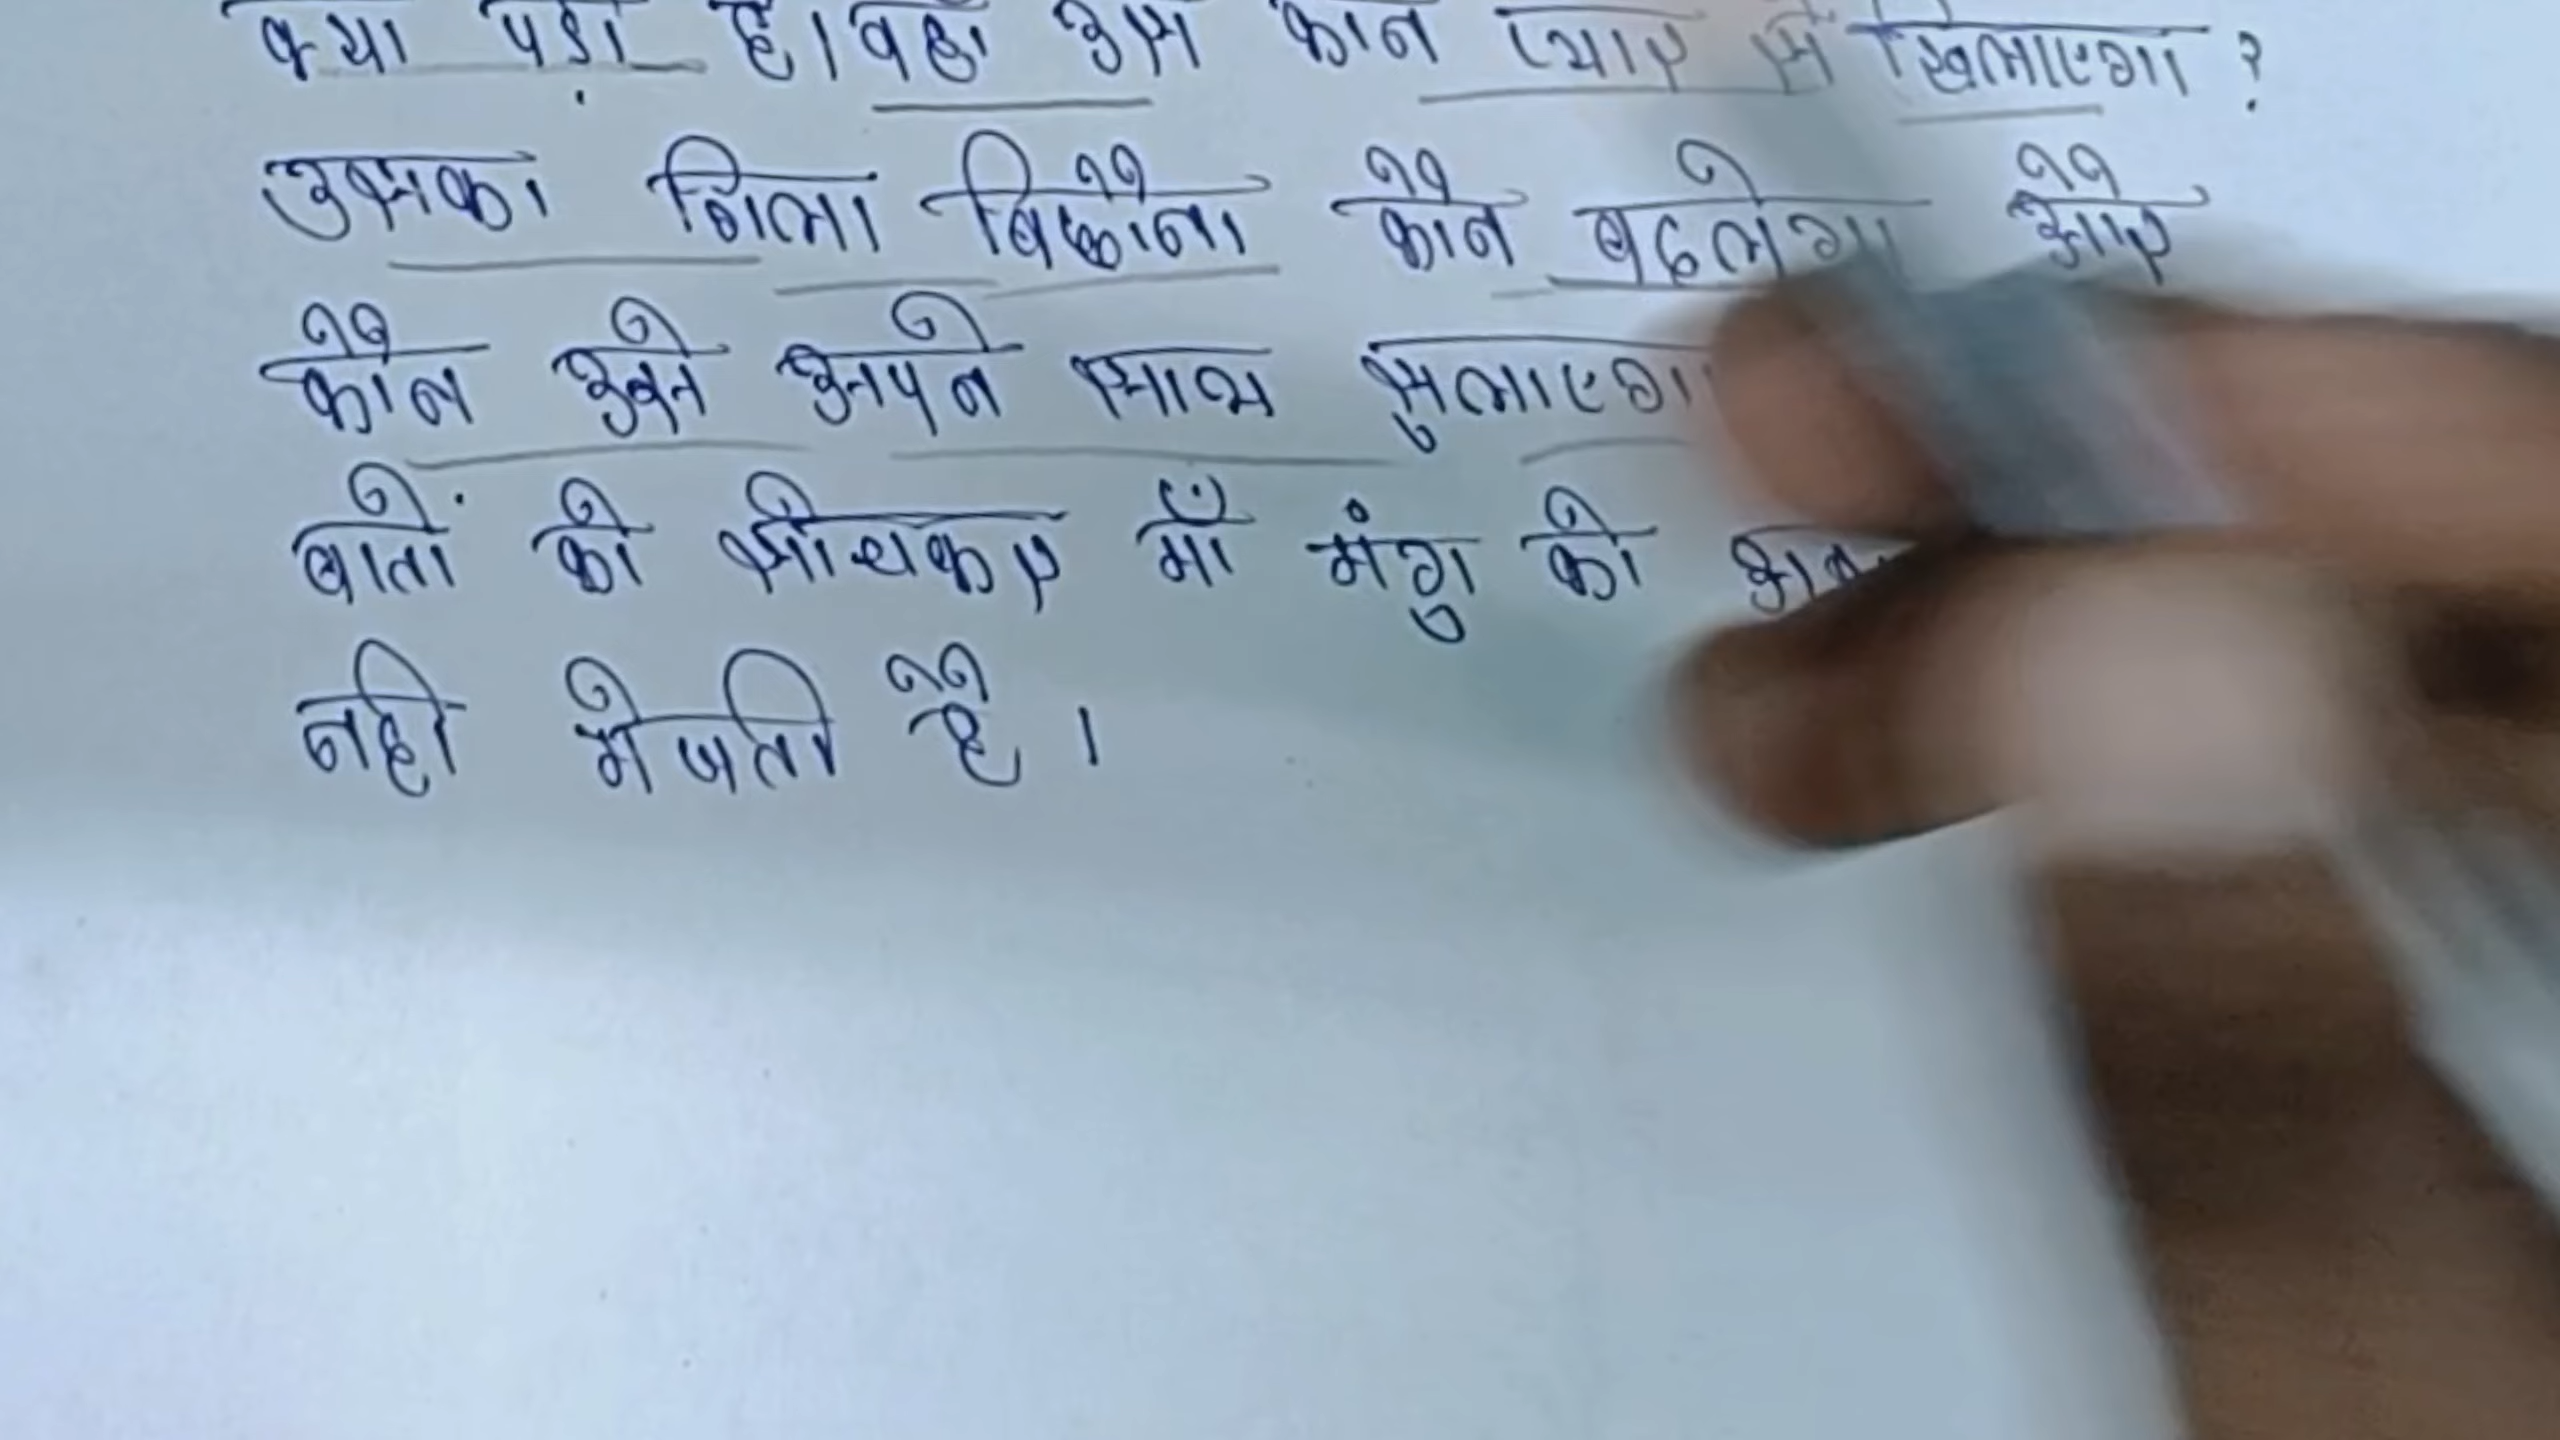 क्या पड़ा है। वहाँ उसे कौन प्यार से खिलाएगा ?
उसका गिला बिछौना कौन बदलेगा और
कौन उसे अपने साथ सुलाएगा
बातों को सोचकर माँ मंगु को
नही भेजती है ।